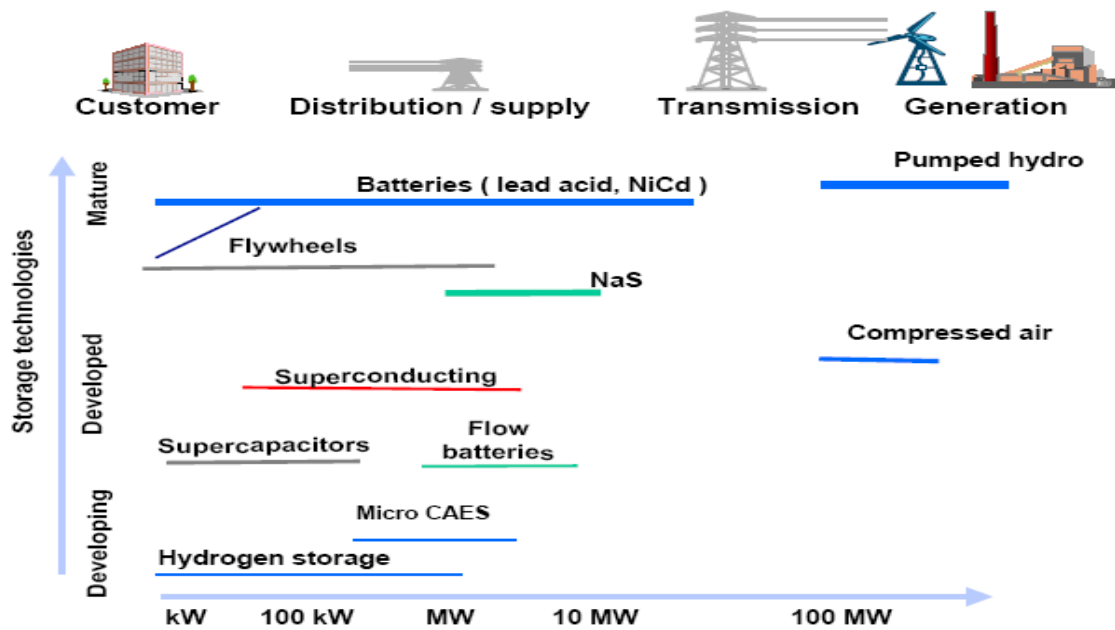 Customer
Distribution / supply
Transmission
Generation
Storage technologies
Mature
Developed
Developing
Pumped hydro
Batteries ( lead acid, NiCd )
Flywheels
NaS
Compressed air
Superconducting
Supercapacitors
Flow
batteries
Micro CAES
Hydrogen storage
kW
100 kW
MW
10 MW
100 MW